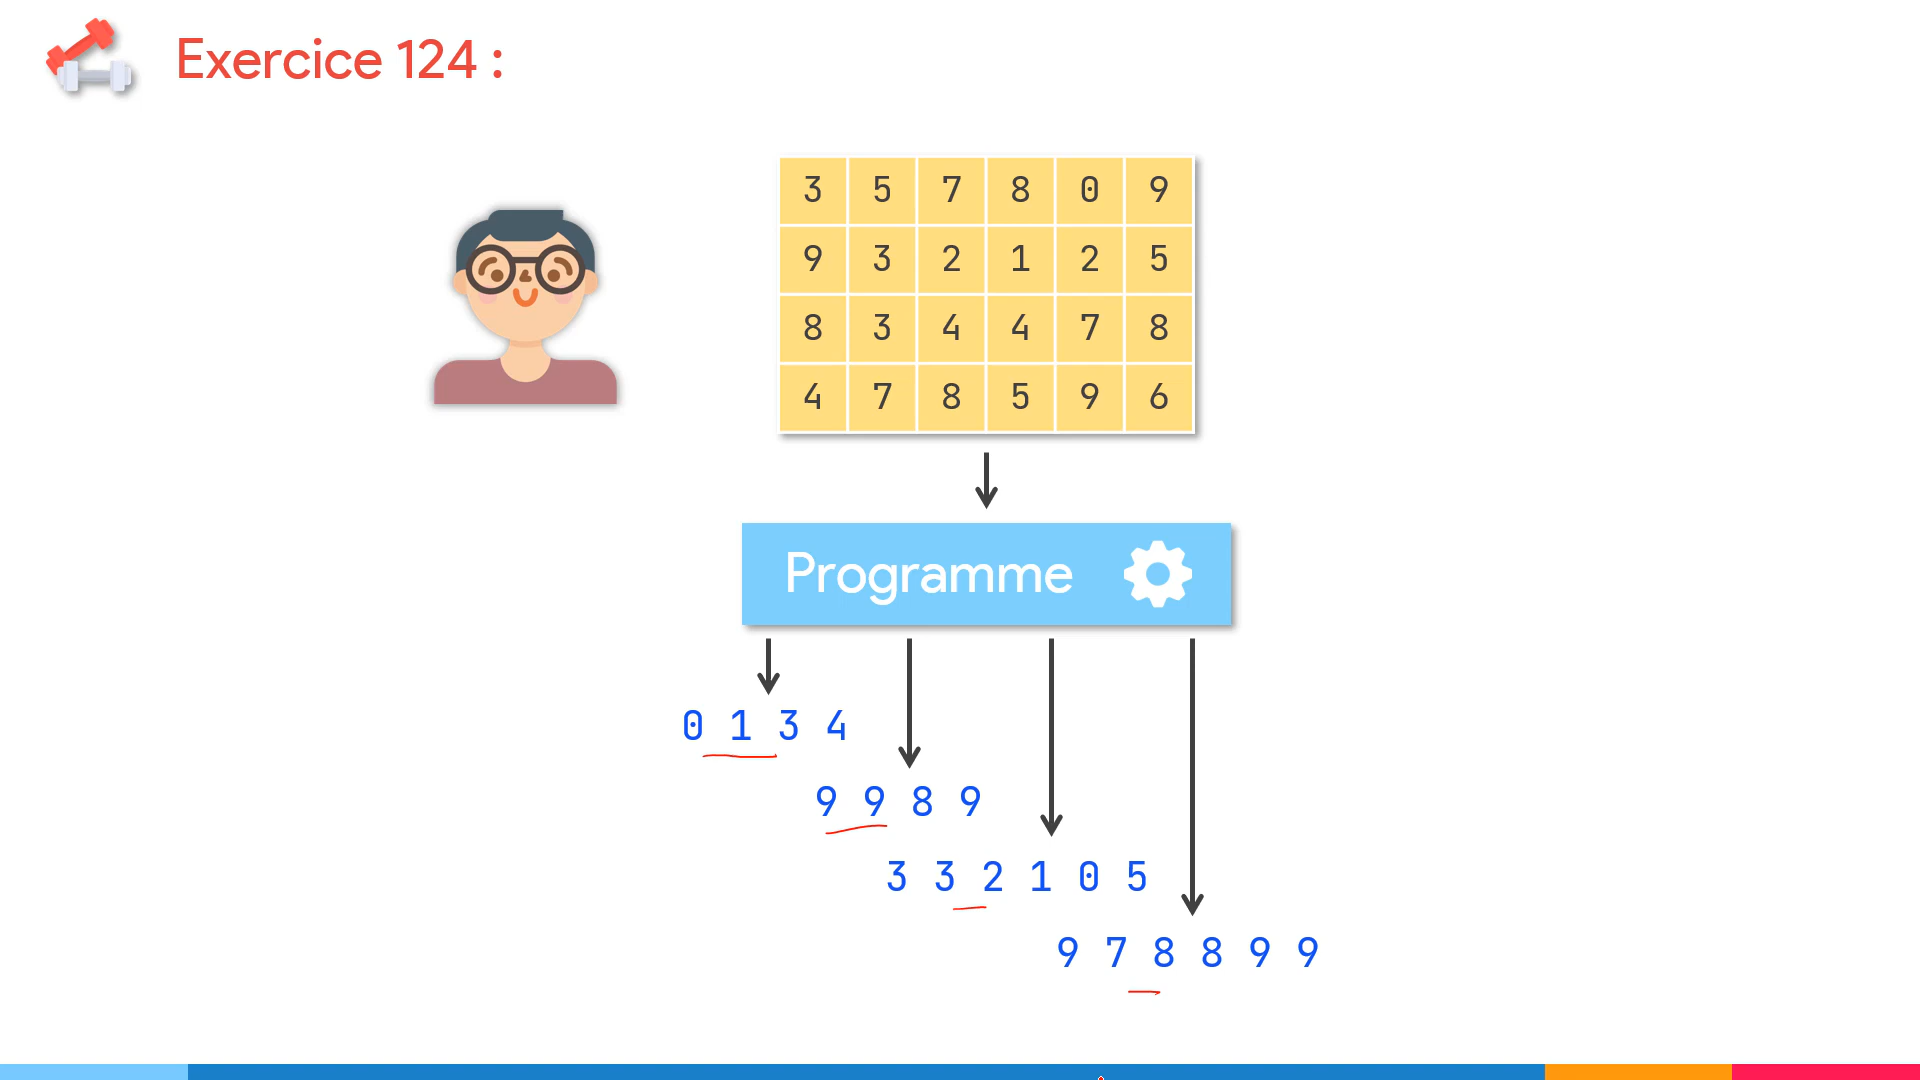 Exercice 124 :
3 5 7 8 0 9
9 3 2 1 2 5
8 3 4 4 7 8
4 7 8 5 9 6
Programme
0 1 3 4
9 9 8 9
3 3 2 1 0 5
9 7 8 8 9 9